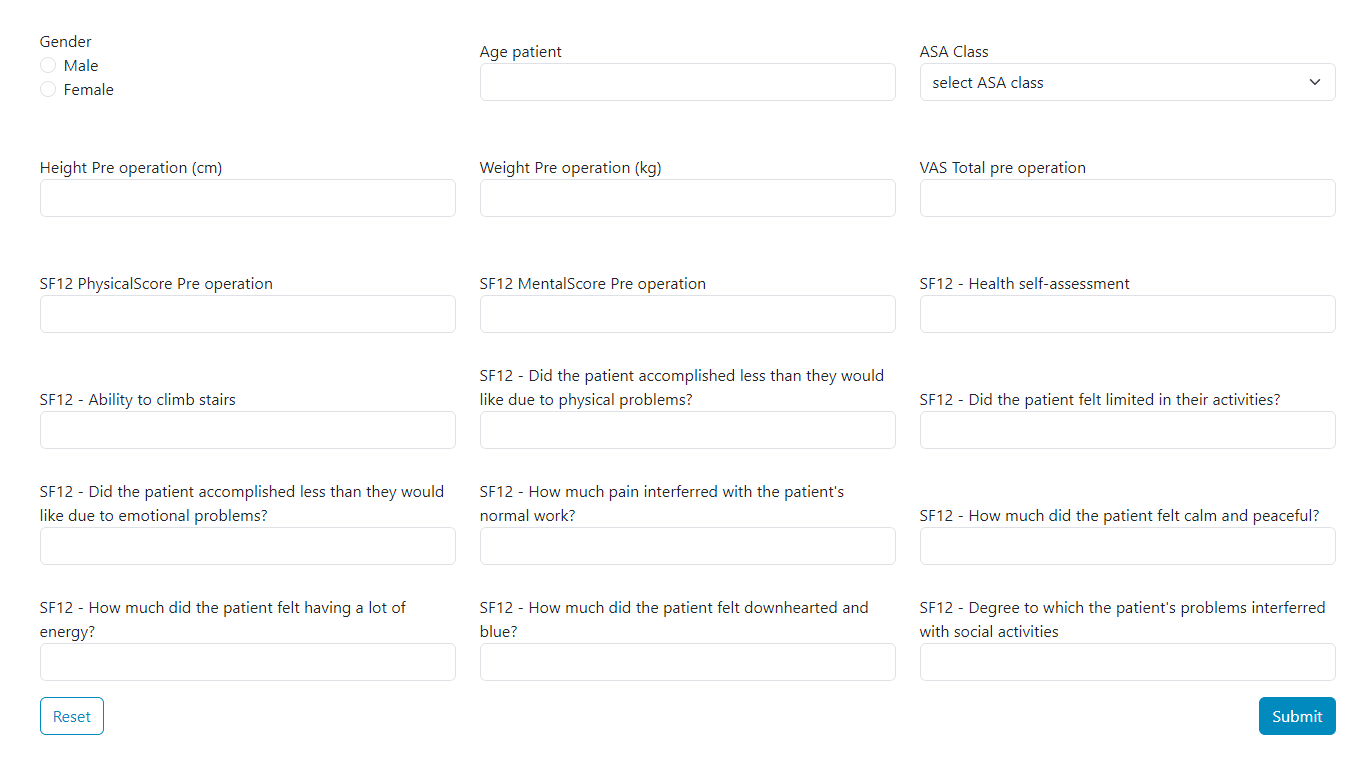 Gender
Male
Female
Age patient
ASA Class
select ASA class
Height Pre operation (cm)
Weight Pre operation (kg)
VAS Total pre operation
SF12 PhysicalScore Pre operation
SF12 MentalScore Pre operation
SF12 - Health self-assessment
SF12 - Ability to climb stairs
SF12 - Did the patient accomplished less than they would
like due to physical problems?
SF12 - Did the patient felt limited in their activities?
SF12 - Did the patient accomplished less than they would
like due to emotional problems?
SF12 - How much pain interferred with the patient's
normal work?
SF12 - How much did the patient felt calm and peaceful?
SF12 - How much did the patient felt having a lot of
energy?
SF12 - How much did the patient felt downhearted and
blue?
SF12 - Degree to which the patient's problems interferred
with social activities
Reset
Submit